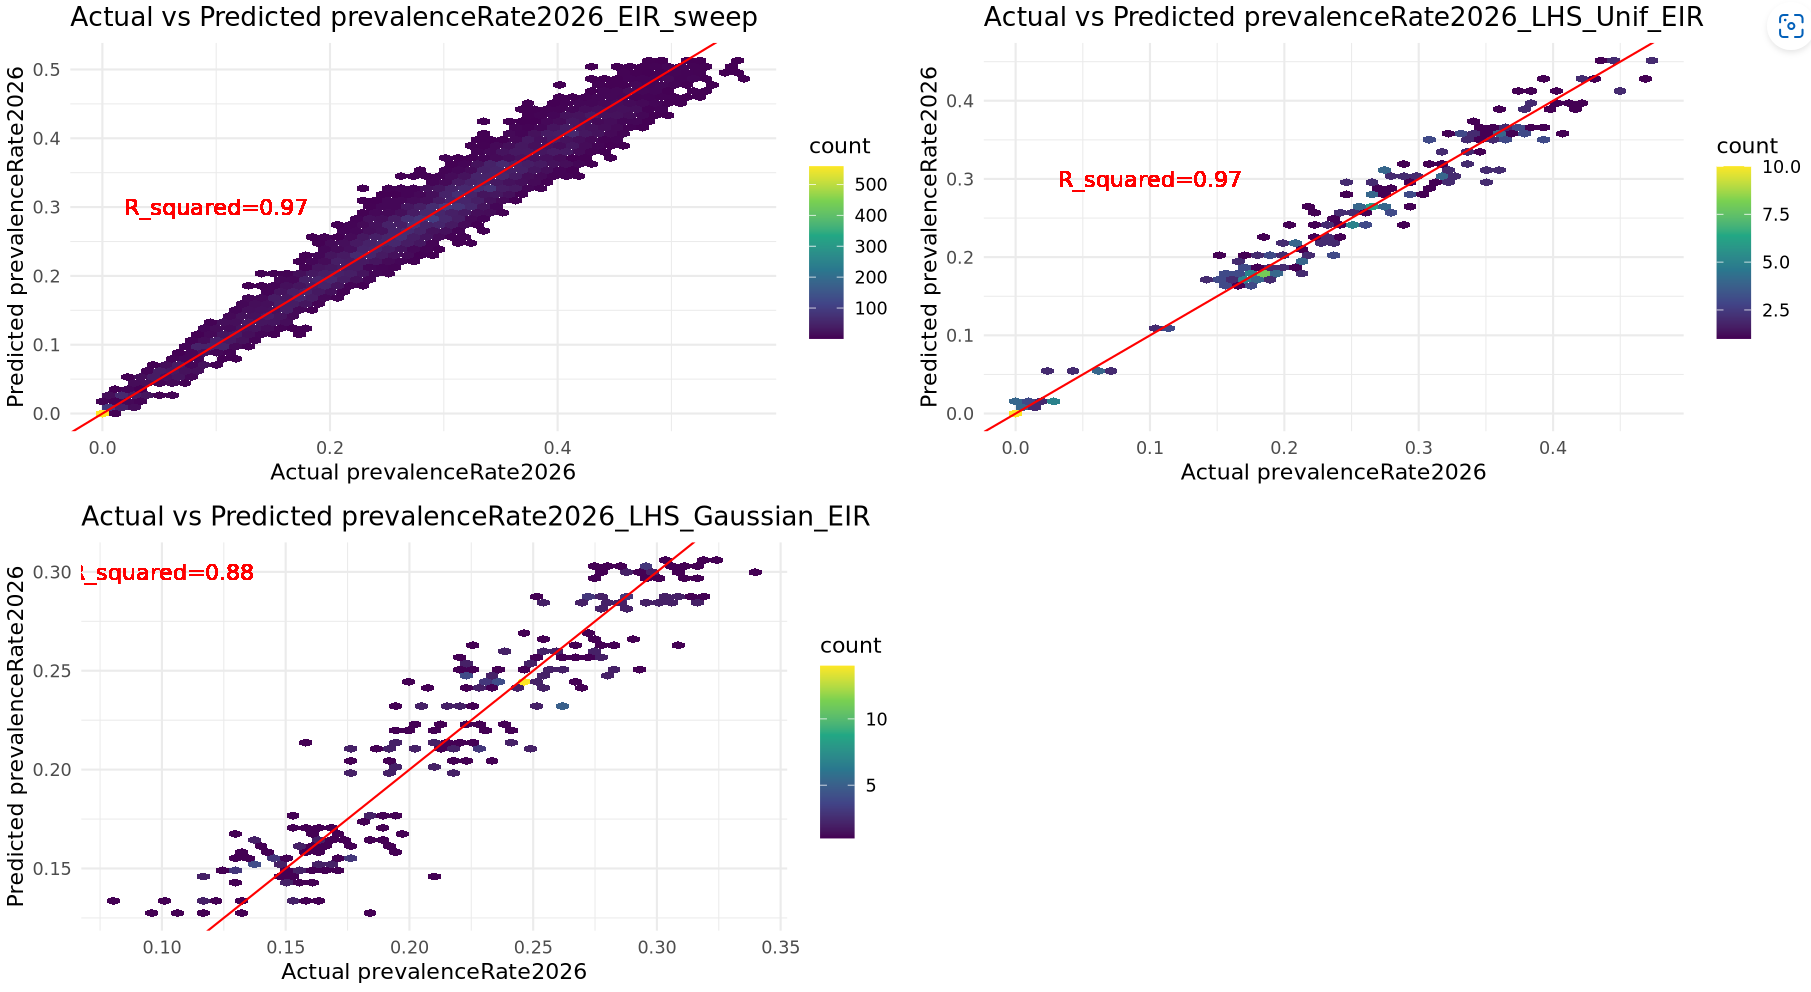 Actual vs Predicted prevalenceRate2026_EIR_sweep
Predicted prevalenceRate2026
0.5
0.4
0.3
0.2
0.1
0.0
R_squared=0.97
0.0 0.2 0.4
Actual prevalenceRate2026
count
500
400
300
200
100
Actual vs Predicted prevalenceRate2026_LHS_Unif_EIR
Predicted prevalenceRate2026
0.4
0.3
0.2
0.1
0.0
R_squared=0.97
0.0 0.1 0.2 0.3 0.4
Actual prevalenceRate2026
count
10.0
7.5
5.0
2.5
Actual vs Predicted prevalenceRate2026_LHS_Gaussian_EIR
Predicted prevalenceRate2026
0.30
0.25
0.20
0.15
R_squared=0.88
0.10 0.15 0.20 0.25 0.30 0.35
Actual prevalenceRate2026
count
10
5